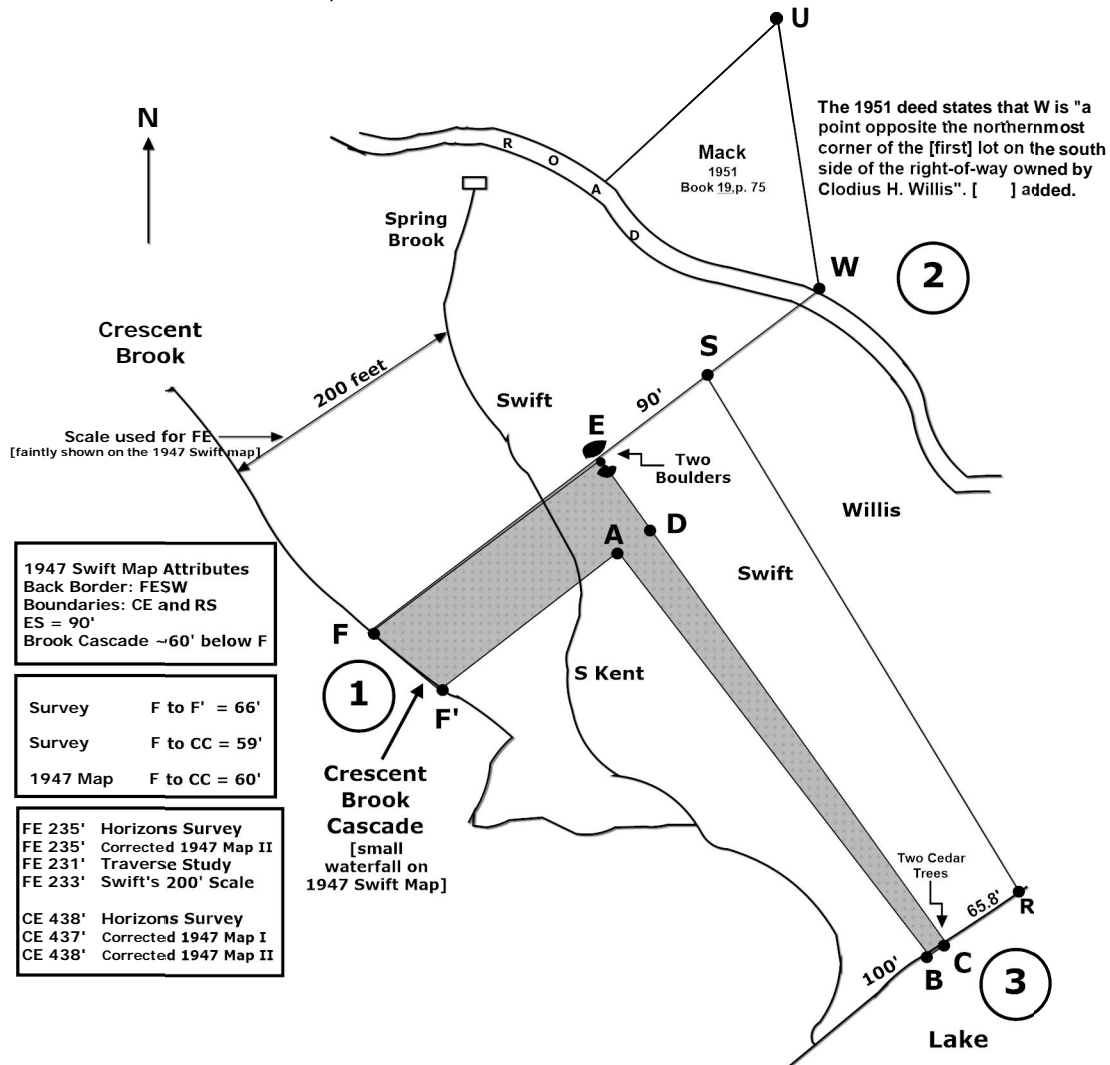 U
The 1951 deed states that W is "a
point opposite the northernmost
corner of the [first] lot on the south
side of the right-of-way owned by
Clodius H. Willis". [ ] added.
N
R O A D
Mack
1951
Book 19,p. 75
Spring
Brook
W
2
Crescent
Brook
200 feet
S
90'
Swift
Scale used for FE
[faintly shown on the 1947 Swift map]
E
Two
Boulders
Willis
D
A
Swift
1947 Swift Map Attributes
Back Border: FESW
Boundaries: CE and RS
ES = 90'
Brook Cascade ~60' below F
F
1
F'
S Kent
Survey F to F' = 66'
Survey F to CC = 59'
1947 Map F to CC = 60'
Crescent
Brook
Cascade
[small
waterfall on
1947 Swift Map]
FE 235' Horizons Survey
FE 235' Corrected 1947 Map II
FE 231' Traverse Study
FE 233' Swift's 200' Scale
CE 438' Horizons Survey
CE 437' Corrected 1947 Map I
CE 438' Corrected 1947 Map II
Two Cedar
Trees
65.8'
R
100'
B
C
3
Lake